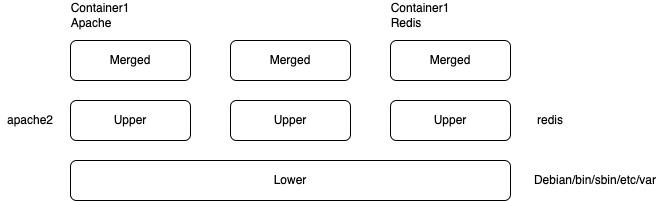 Container1
Apache
Container1
Redis
Merged
Merged
Merged
apache2
Upper
Upper
Upper
redis
Lower
Debian/bin/sbin/etc/var